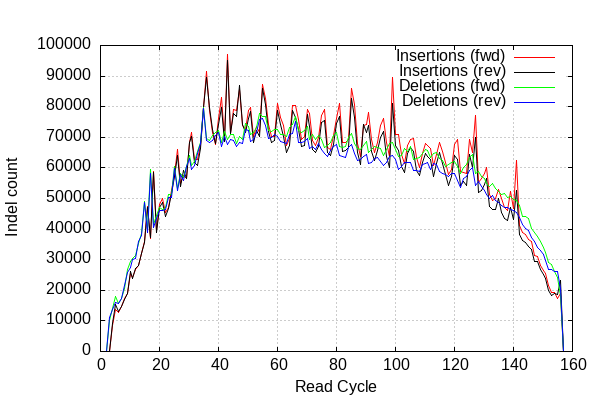 100000
90000
80000
70000
60000
50000
40000
30000
20000
10000
0
Indel count
Insertions (fwd)
Insertions (rev)
Deletions (fwd)
Deletions (rev)
0 20 40 60 80 100 120 140 160
Read Cycle